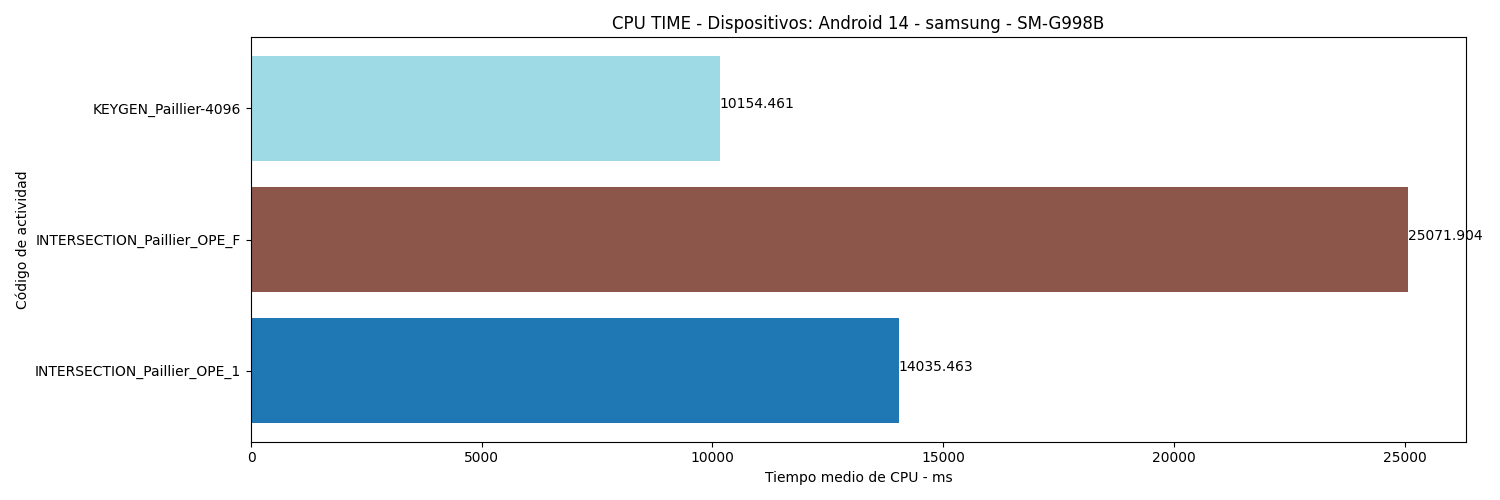 CPU TIME - Dispositivos: Android 14 - samsung - SM-G998B
Código de actividad
KEYGEN_Paillier-4096
10154.461
INTERSECTION_Paillier_OPE_F
25071.904
INTERSECTION_Paillier_OPE_1
14035.463
0 5000 10000 15000 20000 25000
Tiempo medio de CPU - ms